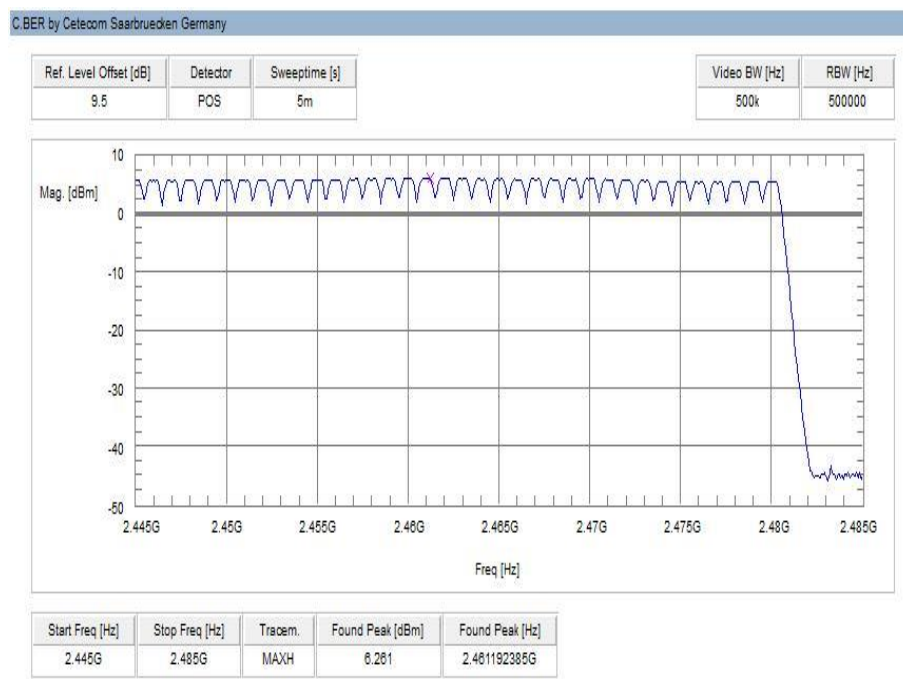 C.BER by Cetecom Saarbruecken Germany
Ref. Level Offset [dB] Detector Sweeptime [s] Video BW [Hz] RBW [Hz]
9.5 POS 5m 500k 500000
Mag. [dBm]
10
0
-10
-20
-30
-40
-50
2.445G 2.45G 2.455G 2.46G 2.465G 2.47G 2.475G 2.48G 2.485G
Freq [Hz]
Start Freq [Hz] Stop Freq [Hz] Tracem. Found Peak [dBm] Found Peak [Hz]
2.445G 2.485G MAXH 6.261 2.461192385G